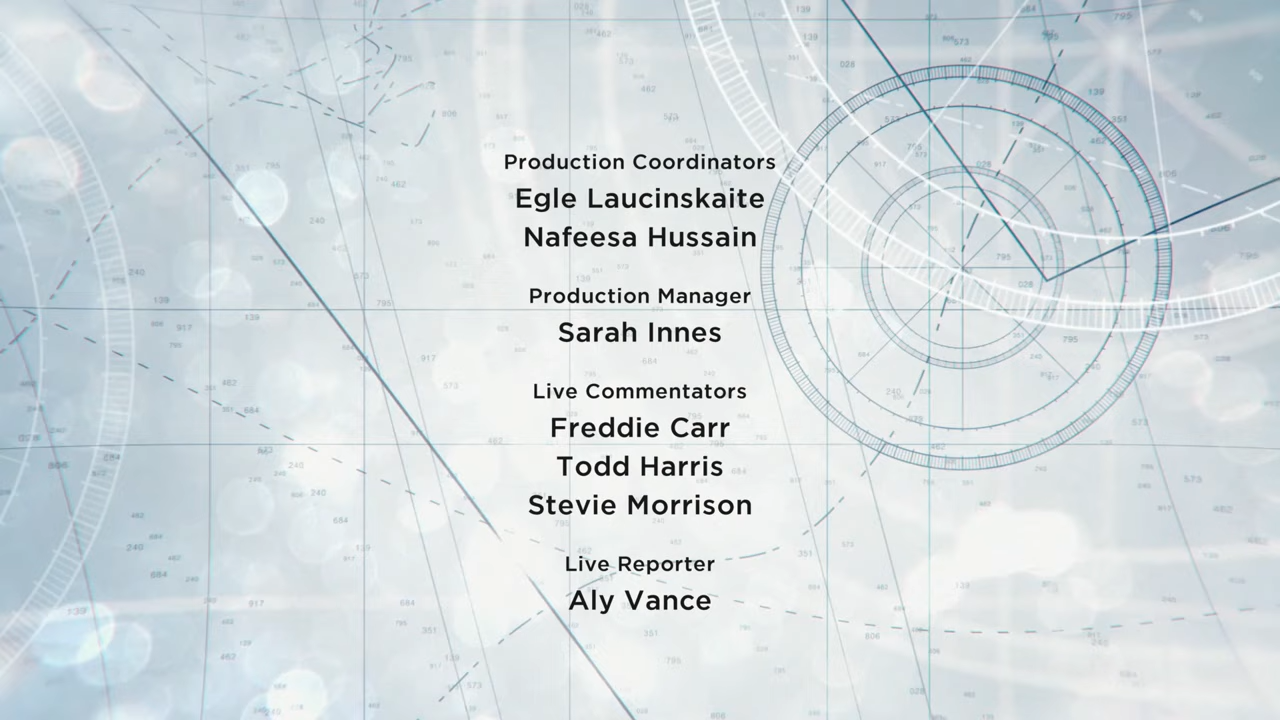 Production Coordinators
Egle Laucinskaite
Nafeesa Hussain
Production Manager
Sarah Innes
Live Commentators
Freddie Carr
Todd Harris
Stevie Morrison
Live Reporter
Aly Vance